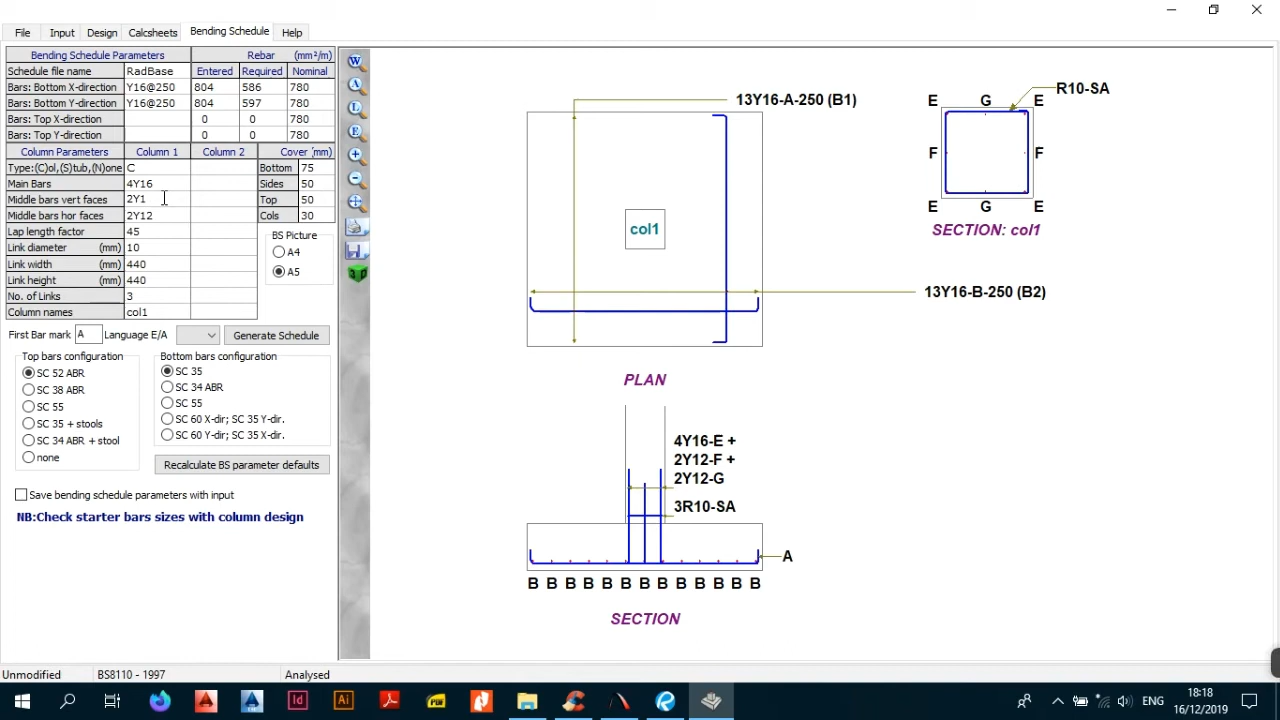 File Input Design Calcsheets Bending Schedule Help
Bending Schedule Parameters Rebar (mm²/m)
Schedule file name RadBase Entered Required Nominal
Bars: Bottom X-direction Y16@250 804 586 780
Bars: Bottom Y-direction Y16@250 804 597 780
Bars: Top X-direction 0 0 780
Bars: Top Y-direction 0 0 780
Column Parameters Column 1 Column 2 Cover (mm)
Type:(C)ol,(S)tub,(N)one C Bottom 75
Main Bars 4Y16 Sides 50
Middle bars vert faces 2Y1 Top 50
Middle bars hor faces 2Y12 Cols 30
Lap length factor 45
Link diameter (mm) 10
Link width (mm) 440
Link height (mm) 440
No. of Links 3
Column names col1
BS Picture
A4
A5
First Bar mark A Language E/A Generate Schedule
Top bars configuration
SC 52 ABR
SC 38 ABR
SC 55
SC 35 + stools
SC 34 ABR + stool
none
Bottom bars configuration
SC 35
SC 34 ABR
SC 55
SC 60 X-dir; SC 35 Y-dir.
SC 60 Y-dir; SC 35 X-dir.
Recalculate BS parameter defaults
Save bending schedule parameters with input
NB:Check starter bars sizes with column design
W
A
L
E
3D
13Y16-A-250 (B1)
col1
13Y16-B-250 (B2)
PLAN
R10-SA
E G E
F F
E G E
SECTION: col1
4Y16-E +
2Y12-F +
2Y12-G
3R10-SA
A
B B B B B B B B B B B B B
SECTION
Unmodified BS8110 - 1997 Analysed
Id Ai ENG
18:18
16/12/2019